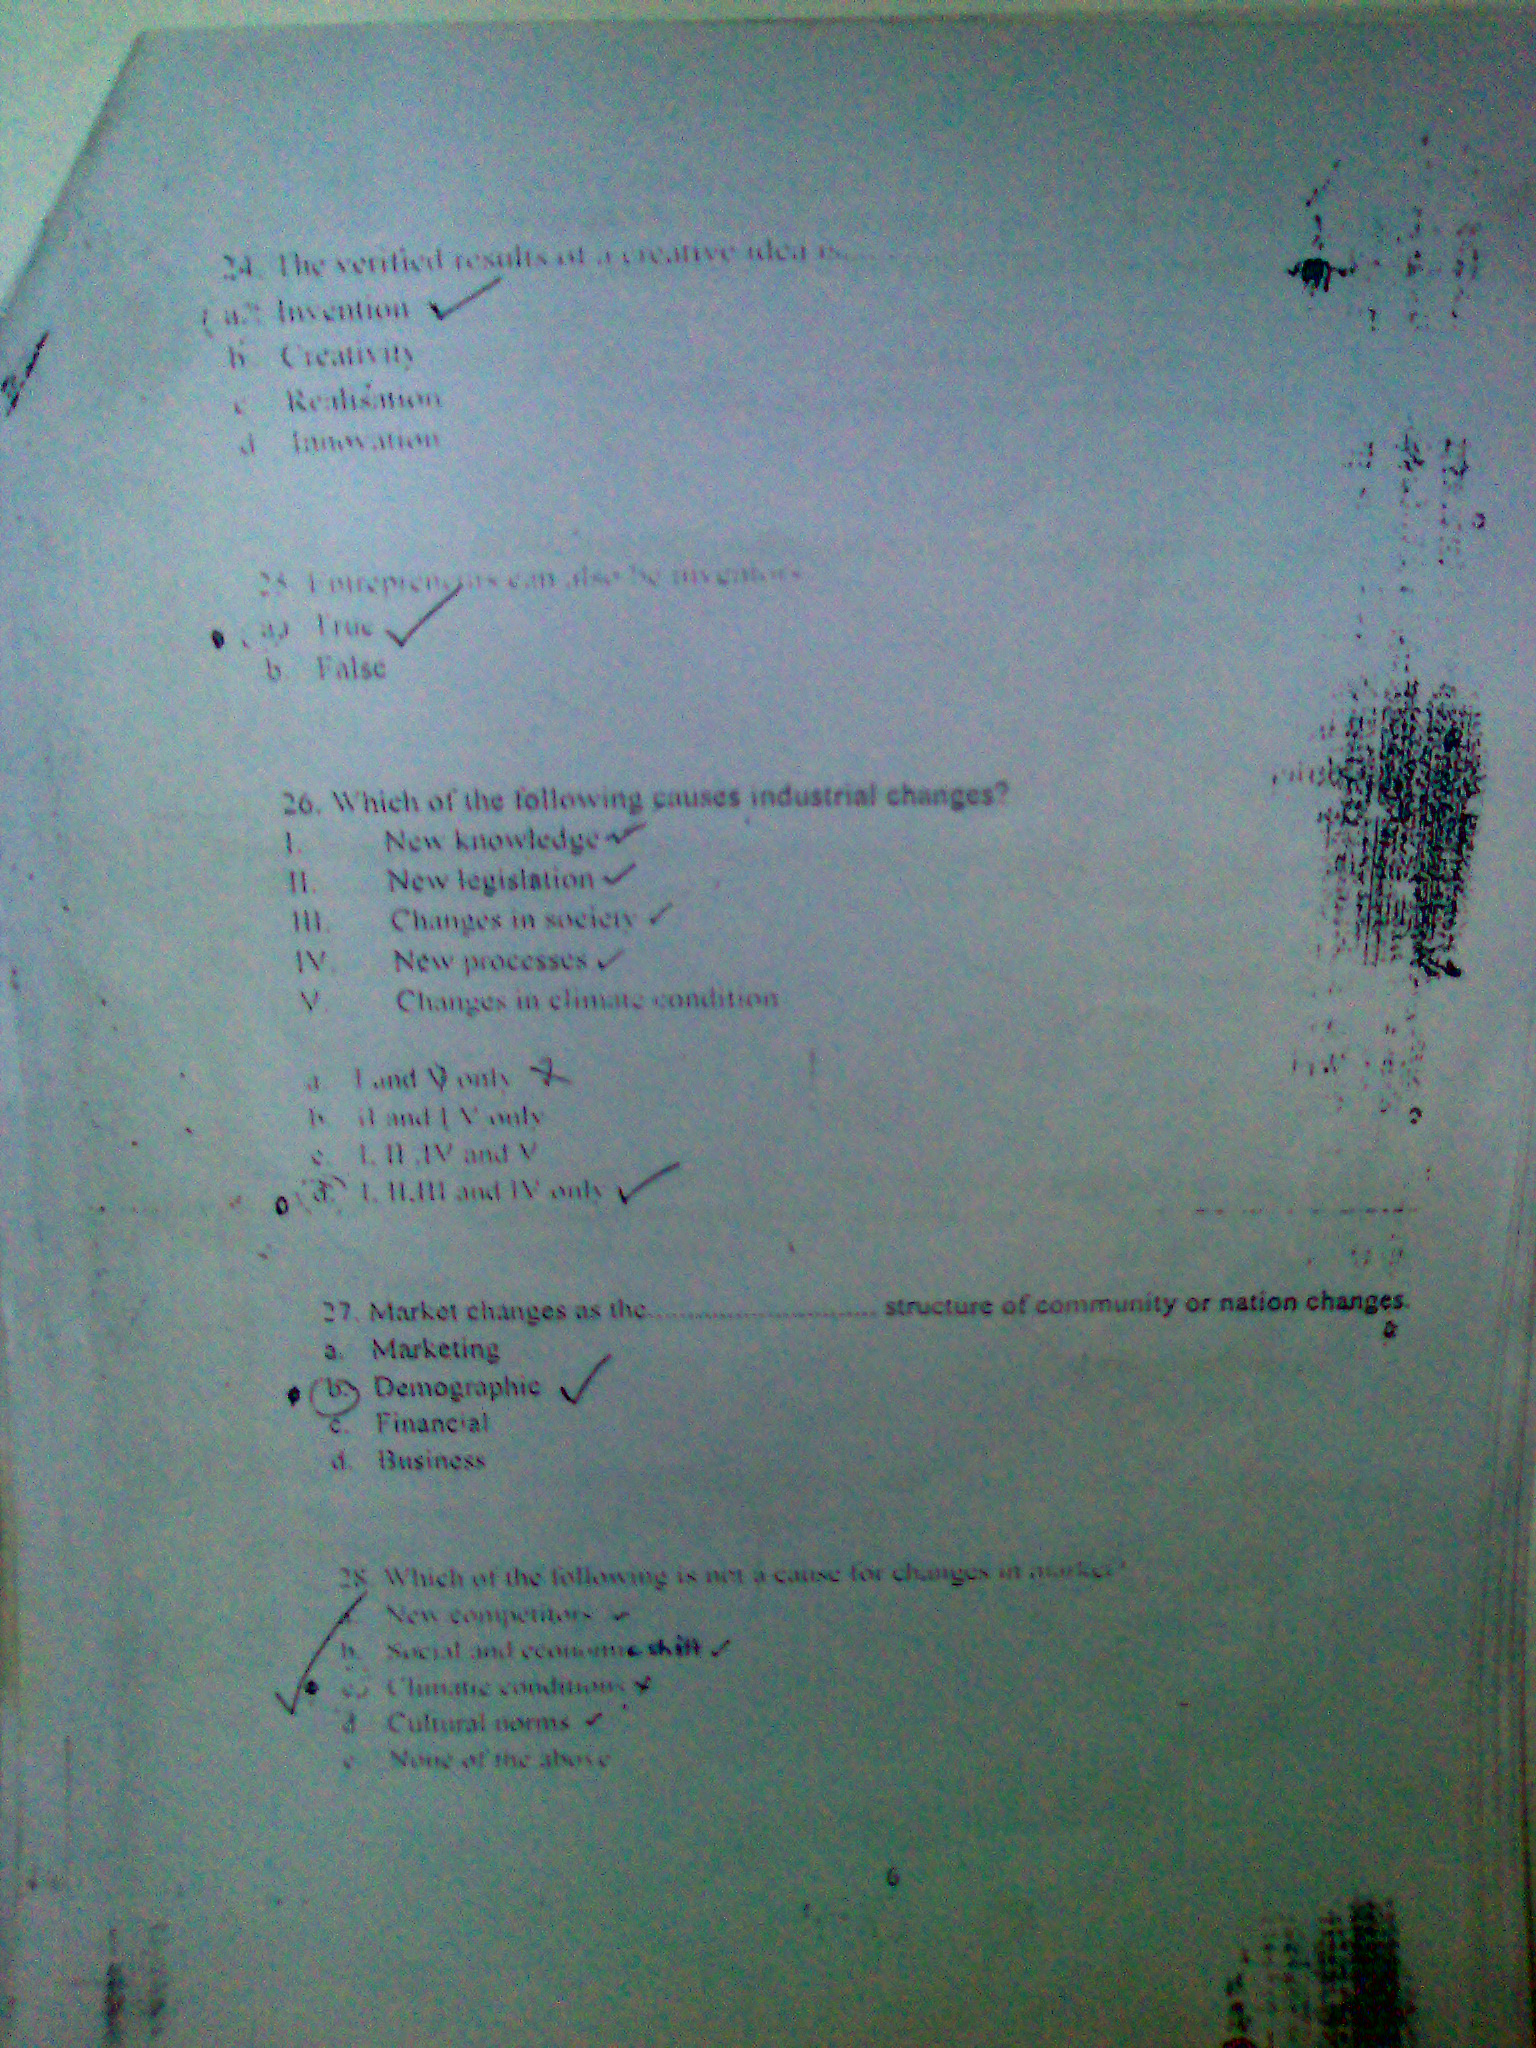 24. The verified results of a creative idea is......
a. Invention
b. Creativity
c. Realisation
d. Innovation
25. Entrepreneurs can also be inventors
a. True
b. False
26. Which of the following causes industrial changes?
I. New knowledge
II. New legislation
III. Changes in society
IV. New processes
V. Changes in climate condition
a. I and V only
b. II and I V only
c. I, II ,IV and V
d. I, II,III and IV only
27. Market changes as the........................... structure of community or nation changes.
a. Marketing
b. Demographic
c. Financial
d. Business
28. Which of the following is not a cause for changes in market?
a. New competitors
b. Social and economic shift
c. Climatic conditions
d. Cultural norms
e. None of the above
6